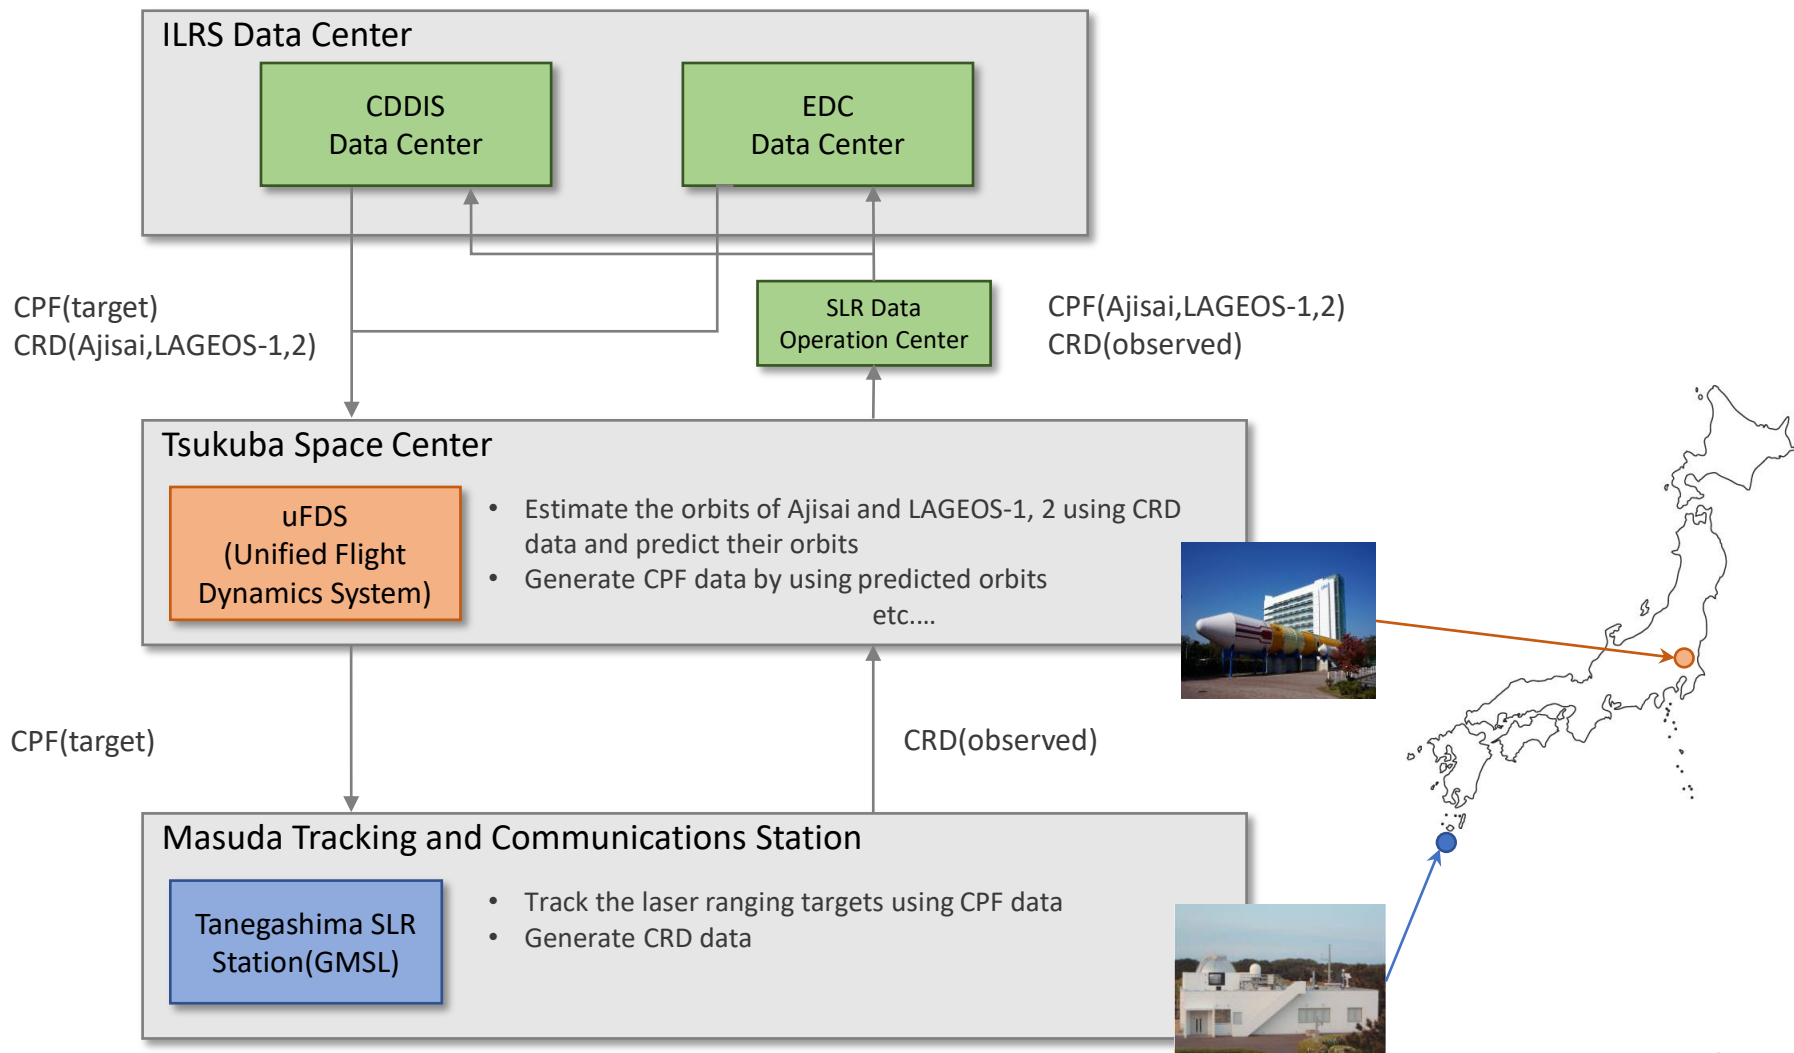 ILRS Data Center
CDDIS
Data Center
EDC
Data Center
CPF(target)
CRD(Ajisai,LAGEOS-1,2)
SLR Data
Operation Center
CPF(Ajisai,LAGEOS-1,2)
CRD(observed)
Tsukuba Space Center
uFDS
(Unified Flight
Dynamics System)
• Estimate the orbits of Ajisai and LAGEOS-1, 2 using CRD
data and predict their orbits
• Generate CPF data by using predicted orbits
etc....
CPF(target)
CRD(observed)
Masuda Tracking and Communications Station
Tanegashima SLR
Station(GMSL)
• Track the laser ranging targets using CPF data
• Generate CRD data